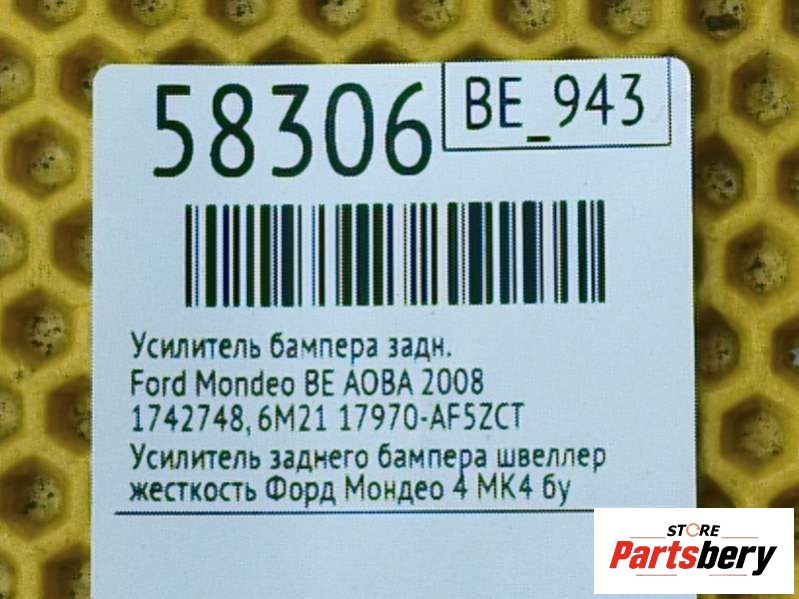 58306
BE_943
Усилитель бампера задн.
Ford Mondeo BE AOBA 2008
1742748, 6M21 17970-AF5ZCT
Усилитель заднего бампера швеллер
жесткость Форд Мондео 4 МК4 бу
STORE
Partsbery